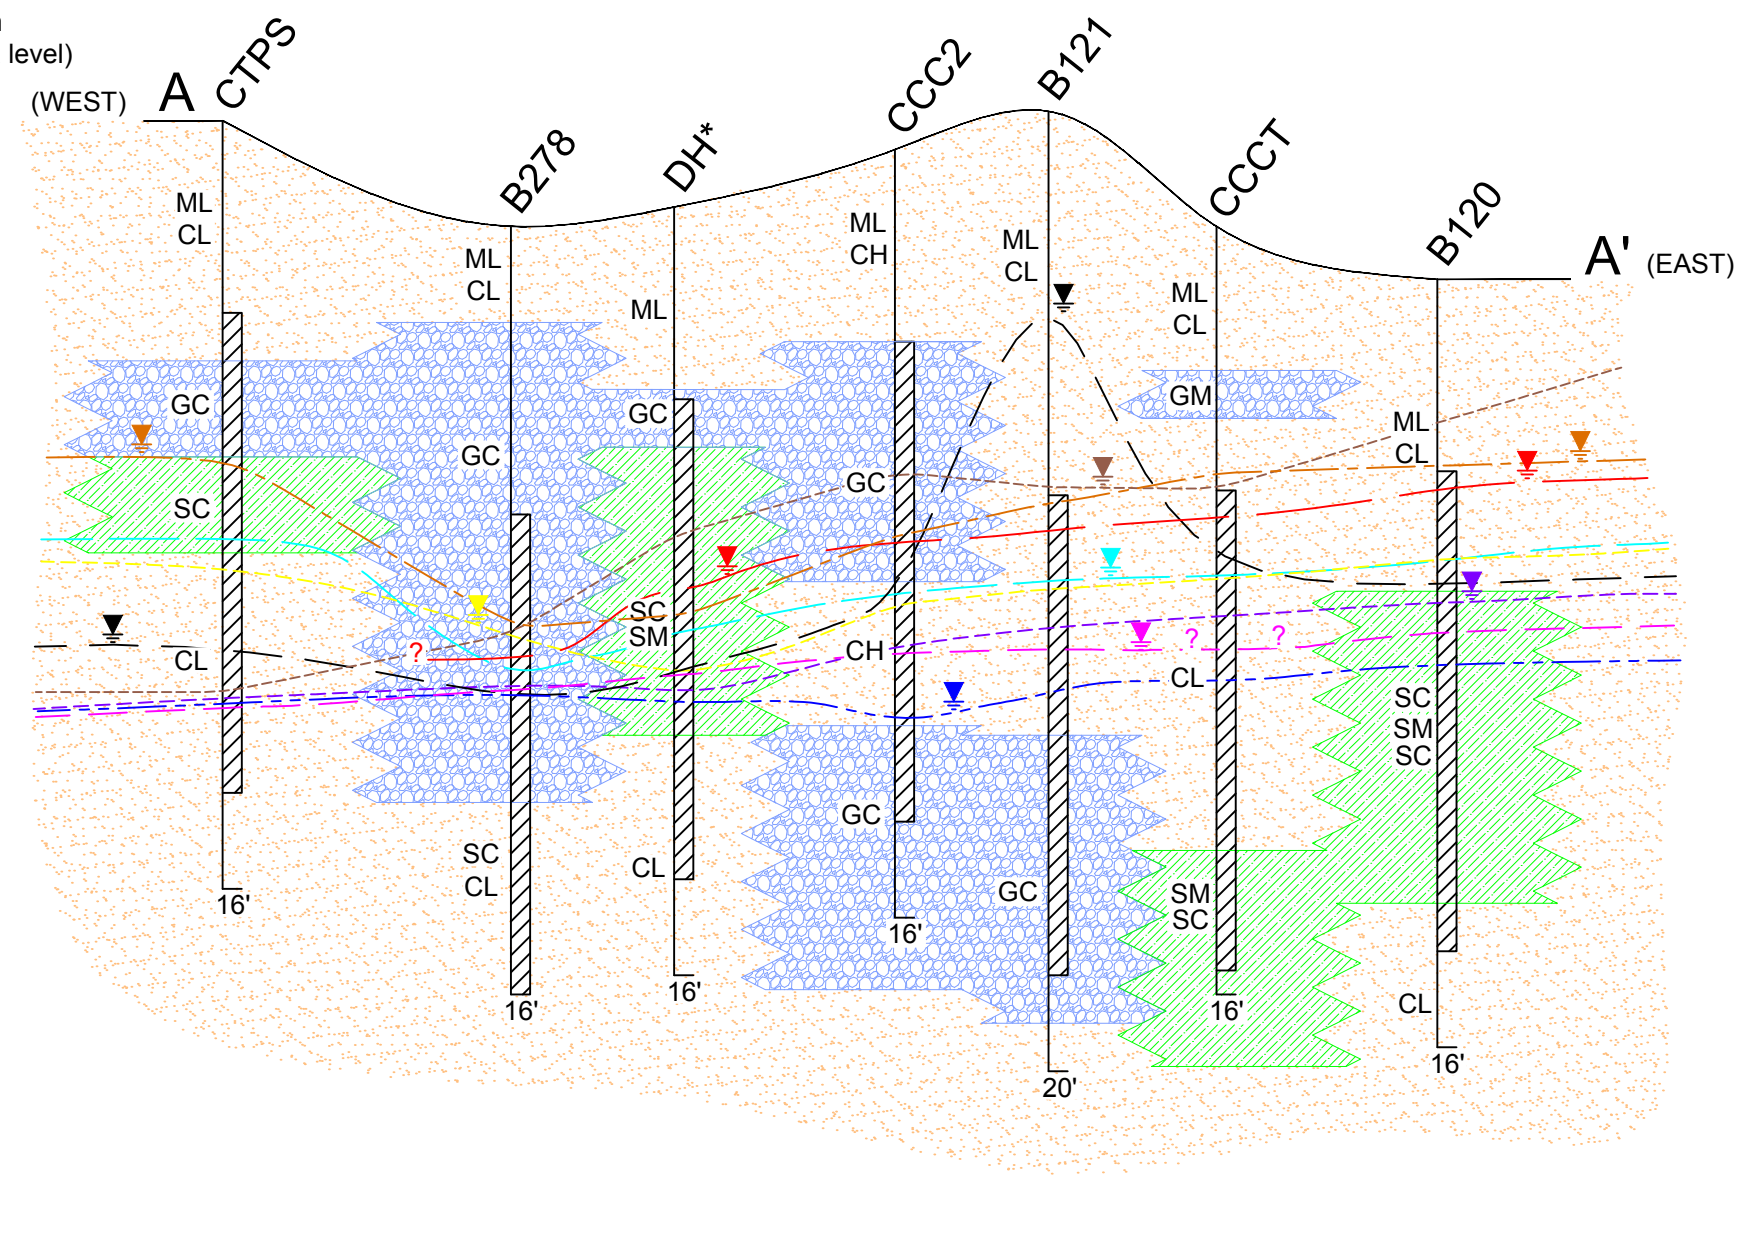 level)
(WEST) A
CTPS
B278
DH*
CCC2
B121
CCCT
B120
A' (EAST)
ML
CL
GC
SC
CL
16'
ML
CL
GC
?
SC
CL
16'
ML
GC
SC
SM
CL
16'
ML
CH
GC
CH
GC
16'
ML
CL
GC
20'
ML
CL
GM
?
?
CL
SM
SC
16'
ML
CL
SC
SM
SC
CL
16'